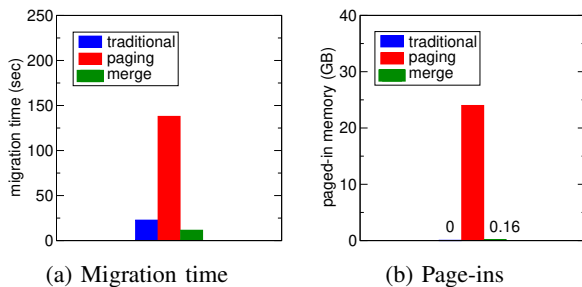 250
200
150
100
50
0
migration time (sec)
traditional
paging
merge
(a) Migration time
40
30
20
10
0
paged-in memory (GB)
traditional
paging
merge
0
0.16
(b) Page-ins